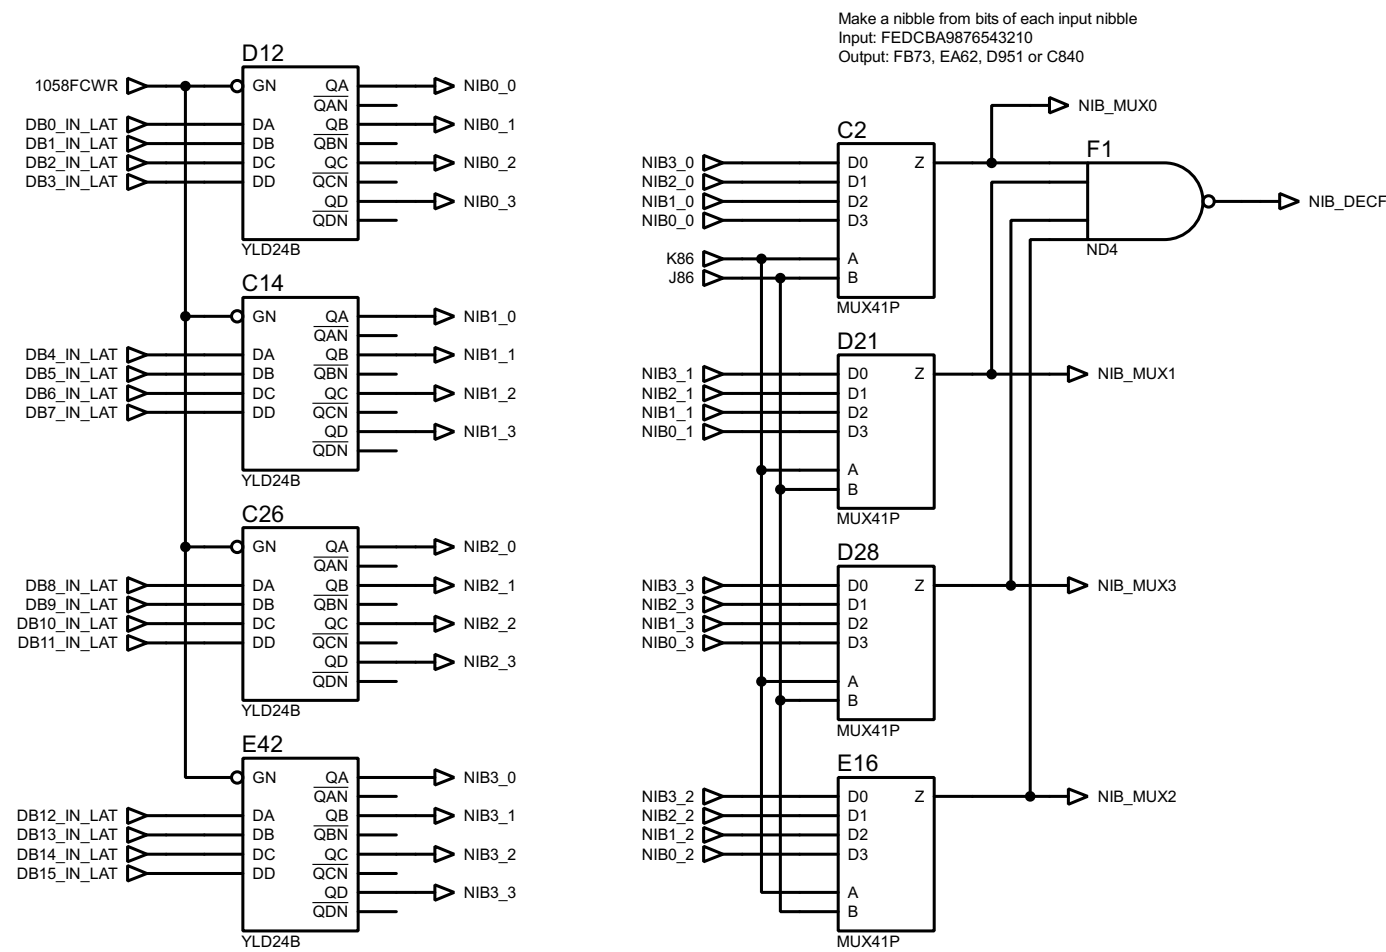 Make a nibble from bits of each input nibble
Input: FEDCBA9876543210
Output: FB73, EA62, D951 or C840
D12
1058FCWR
GN
QA
NIB0_0
QAN
DB0_IN_LAT
DA
QB
NIB0_1
DB1_IN_LAT
DB
QBN
DB2_IN_LAT
DC
QC
NIB0_2
DB3_IN_LAT
DD
QCN
QD
NIB0_3
QDN
YLD24B
C14
GN
QA
NIB1_0
QAN
DB4_IN_LAT
DA
QB
NIB1_1
DB5_IN_LAT
DB
QBN
DB6_IN_LAT
DC
QC
NIB1_2
DB7_IN_LAT
DD
QCN
QD
NIB1_3
QDN
YLD24B
C26
GN
QA
NIB2_0
QAN
DB8_IN_LAT
DA
QB
NIB2_1
DB9_IN_LAT
DB
QBN
DB10_IN_LAT
DC
QC
NIB2_2
DB11_IN_LAT
DD
QCN
QD
NIB2_3
QDN
YLD24B
E42
GN
QA
NIB3_0
QAN
DB12_IN_LAT
DA
QB
NIB3_1
DB13_IN_LAT
DB
QBN
DB14_IN_LAT
DC
QC
NIB3_2
DB15_IN_LAT
DD
QCN
QD
NIB3_3
QDN
YLD24B
NIB_MUX0
C2
NIB3_0
D0
Z
NIB2_0
D1
NIB1_0
D2
NIB0_0
D3
K86
A
J86
B
MUX41P
F1
NIB_DECF
ND4
D21
NIB3_1
D0
Z
NIB_MUX1
NIB2_1
D1
NIB1_1
D2
NIB0_1
D3
A
B
MUX41P
D28
NIB3_3
D0
Z
NIB_MUX3
NIB2_3
D1
NIB1_3
D2
NIB0_3
D3
A
B
MUX41P
E16
NIB3_2
D0
Z
NIB_MUX2
NIB2_2
D1
NIB1_2
D2
NIB0_2
D3
A
B
MUX41P